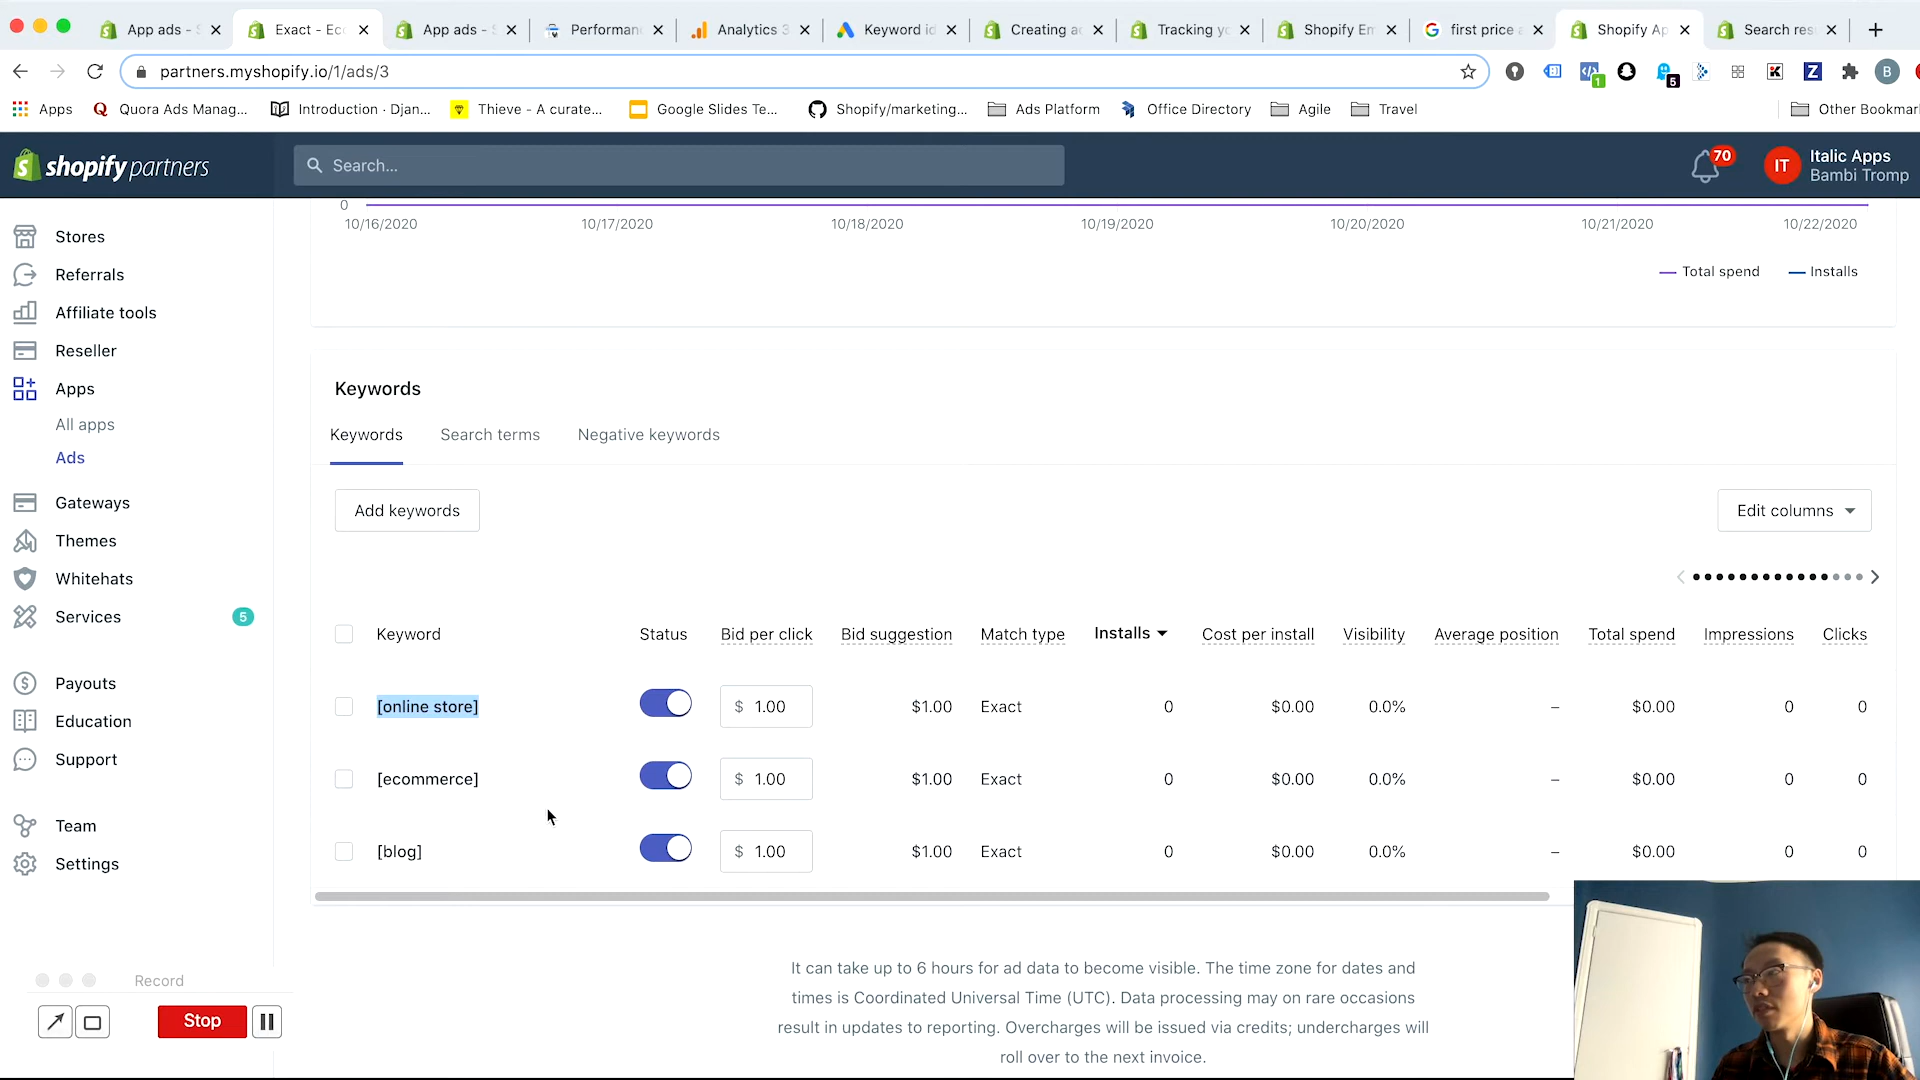 App ads - S
Exact - Ecc
App ads - S
Performan
Analytics 3
Keyword id
Creating ac
Tracking yo
Shopify Em
first price a
Shopify Ap
Search res
partners.myshopify.io/1/ads/3
Apps
Quora Ads Manag...
Introduction · Djan...
Thieve - A curate...
Google Slides Te...
Shopify/marketing...
Ads Platform
Office Directory
Agile
Travel
Other Bookmar
shopify partners
Search...
70
IT
Italic Apps
Bambi Tromp
Stores
Referrals
Affiliate tools
Reseller
Apps
All apps
Ads
Gateways
Themes
Whitehats
Services 5
Payouts
Education
Support
Team
Settings
0
10/16/2020 10/17/2020 10/18/2020 10/19/2020 10/20/2020 10/21/2020 10/22/2020
Total spend Installs
Keywords
Keywords Search terms Negative keywords
Add keywords
Edit columns
Keyword Status Bid per click Bid suggestion Match type Installs Cost per install Visibility Average position Total spend Impressions Clicks
[online store] $ 1.00 $1.00 Exact 0 $0.00 0.0% – $0.00 0 0
[ecommerce] $ 1.00 $1.00 Exact 0 $0.00 0.0% – $0.00 0 0
[blog] $ 1.00 $1.00 Exact 0 $0.00 0.0% – $0.00 0 0
It can take up to 6 hours for ad data to become visible. The time zone for dates and
times is Coordinated Universal Time (UTC). Data processing may on rare occasions
result in updates to reporting. Overcharges will be issued via credits; undercharges will
roll over to the next invoice.
Record
Stop